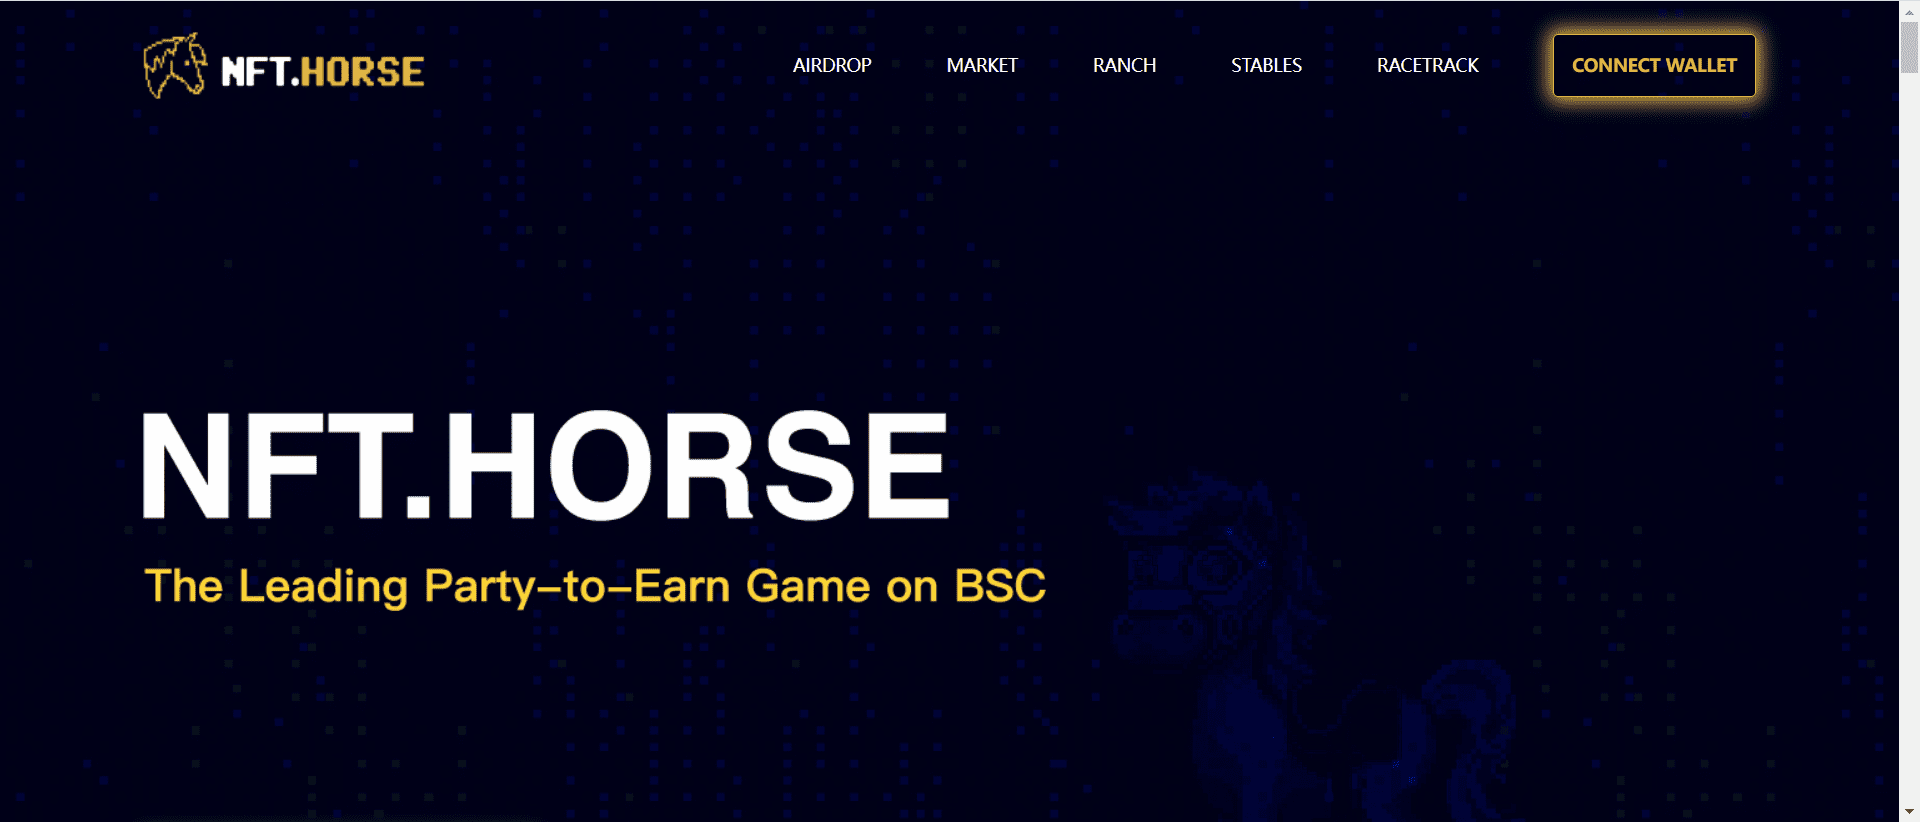 NFT.HORSE
AIRDROP
MARKET
RANCH
STABLES
RACETRACK
CONNECT WALLET
NFT.HORSE
The Leading Party-to-Earn Game on BSC